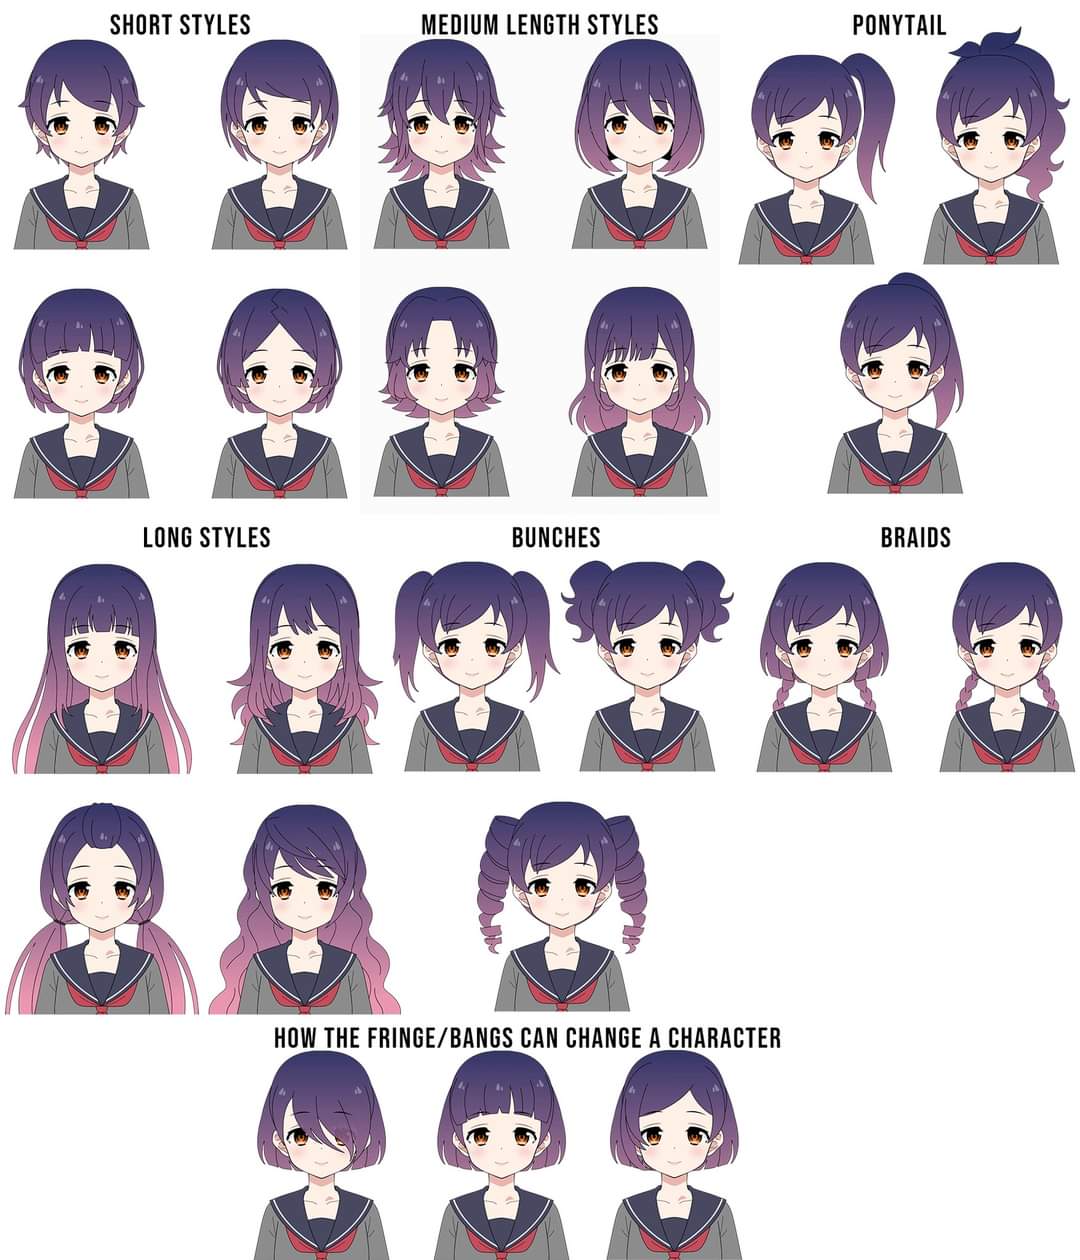 SHORT STYLES
MEDIUM LENGTH STYLES
PONYTAIL
LONG STYLES
BUNCHES
BRAIDS
HOW THE FRINGE/BANGS CAN CHANGE A CHARACTER